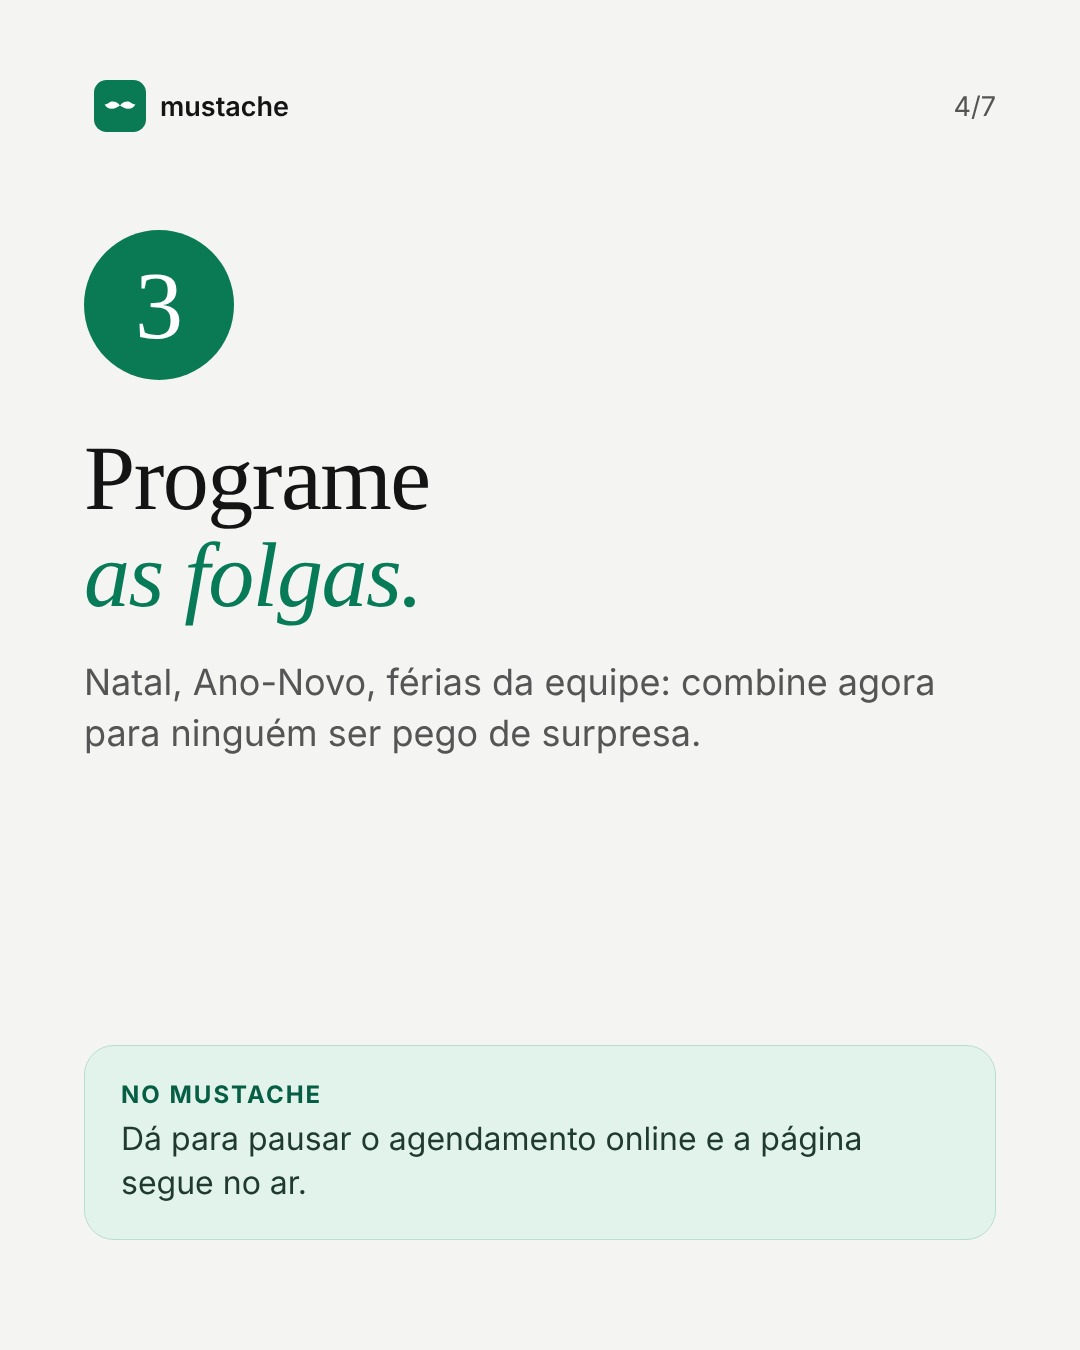 mustache
4/7
3
Programe
as folgas.
Natal, Ano-Novo, férias da equipe: combine agora
para ninguém ser pego de surpresa.
NO MUSTACHE
Dá para pausar o agendamento online e a página
segue no ar.